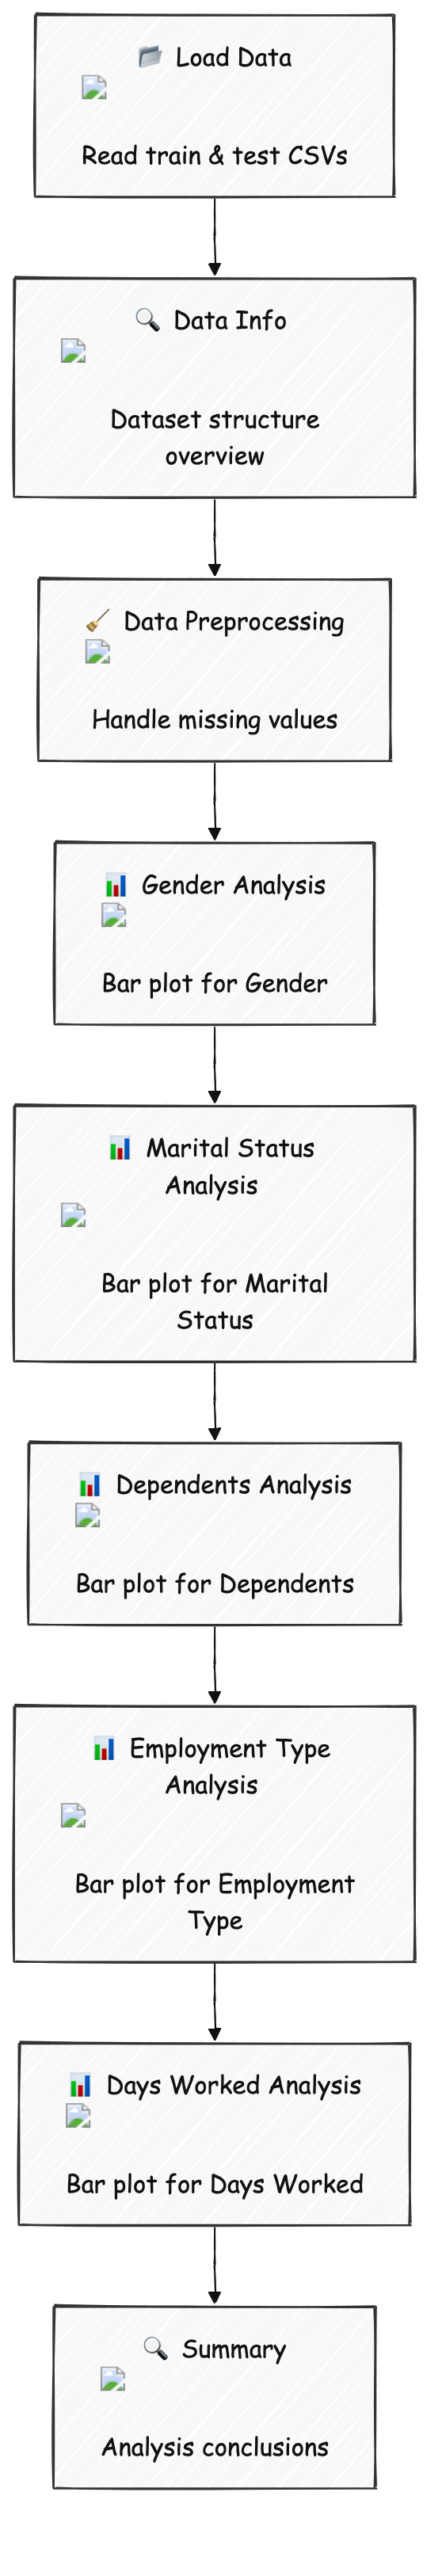 Load Data
Read train & test CSVs
Data Info
Dataset structure
overview
Data Preprocessing
Handle missing values
Gender Analysis
Bar plot for Gender
Marital Status
Analysis
Bar plot for Marital
Status
Dependents Analysis
Bar plot for Dependents
Employment Type
Analysis
Bar plot for Employment
Type
Days Worked Analysis
Bar plot for Days Worked
Summary
Analysis conclusions